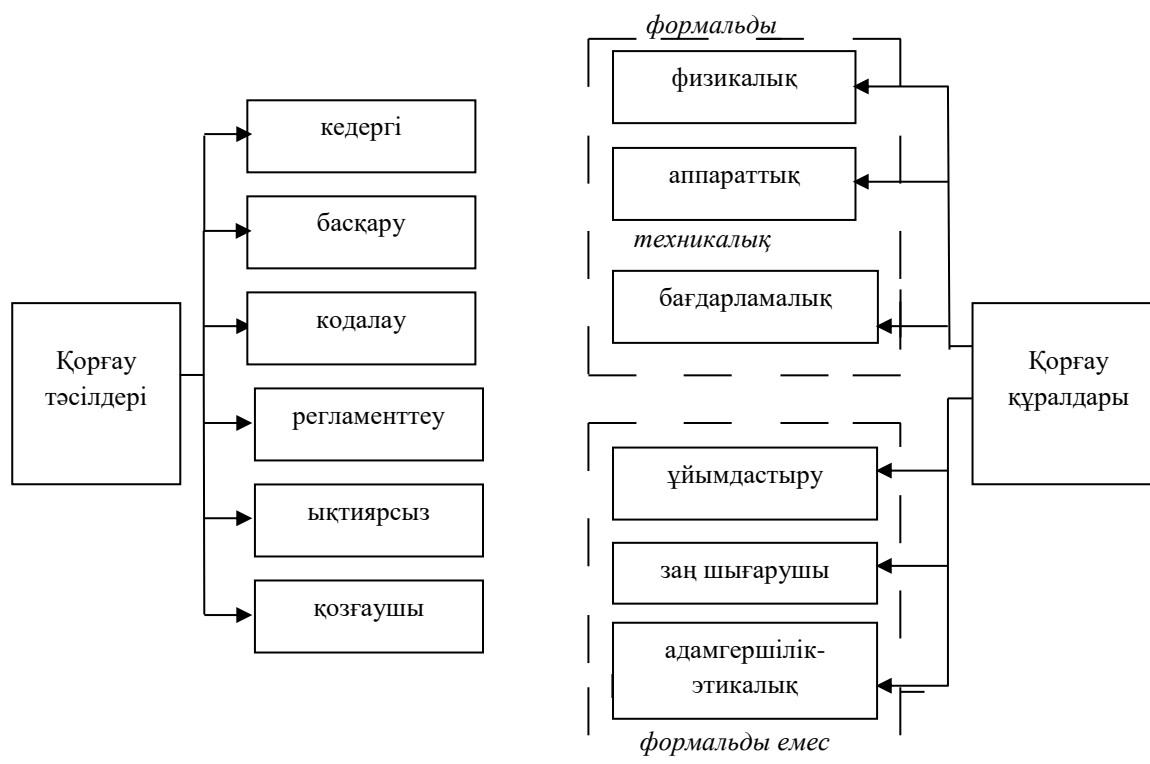 Қорғау
тәсілдері
кедергі
басқару
кодалау
регламенттеу
ықтиярсыз
қозғаушы
формальды
физикалық
аппараттық
техникалық
бағдарламалық
ұйымдастыру
заң шығарушы
адамгершілік-
этикалық
формальды емес
Қорғау
құралдары